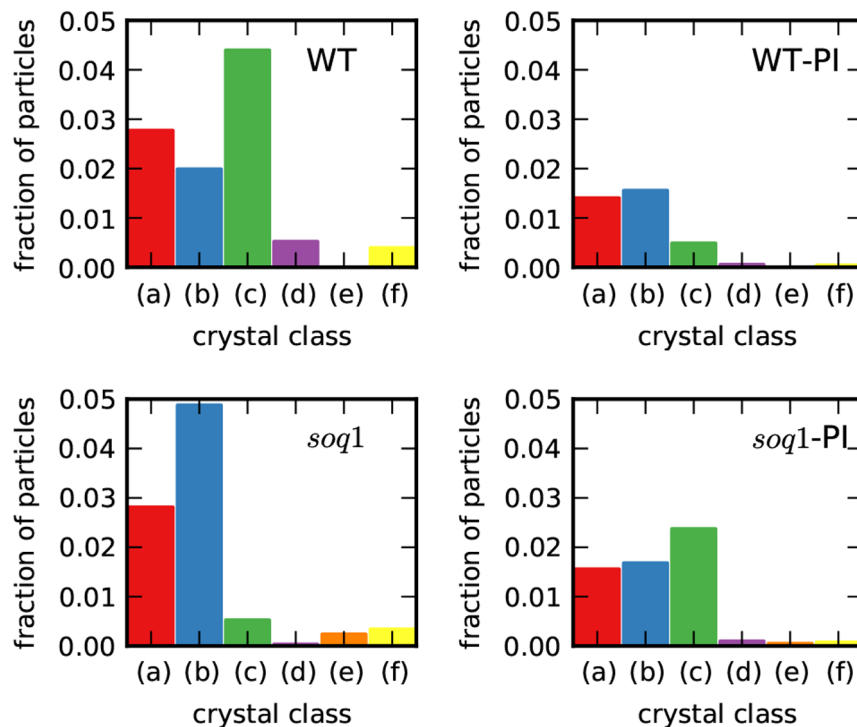 fraction of particles
0.05
0.04
0.03
0.02
0.01
0.00
WT
(a) (b) (c) (d) (e) (f)
crystal class
fraction of particles
0.05
0.04
0.03
0.02
0.01
0.00
WT-PI
(a) (b) (c) (d) (e) (f)
crystal class
fraction of particles
0.05
0.04
0.03
0.02
0.01
0.00
soq1
(a) (b) (c) (d) (e) (f)
crystal class
fraction of particles
0.05
0.04
0.03
0.02
0.01
0.00
soq1-PI
(a) (b) (c) (d) (e) (f)
crystal class